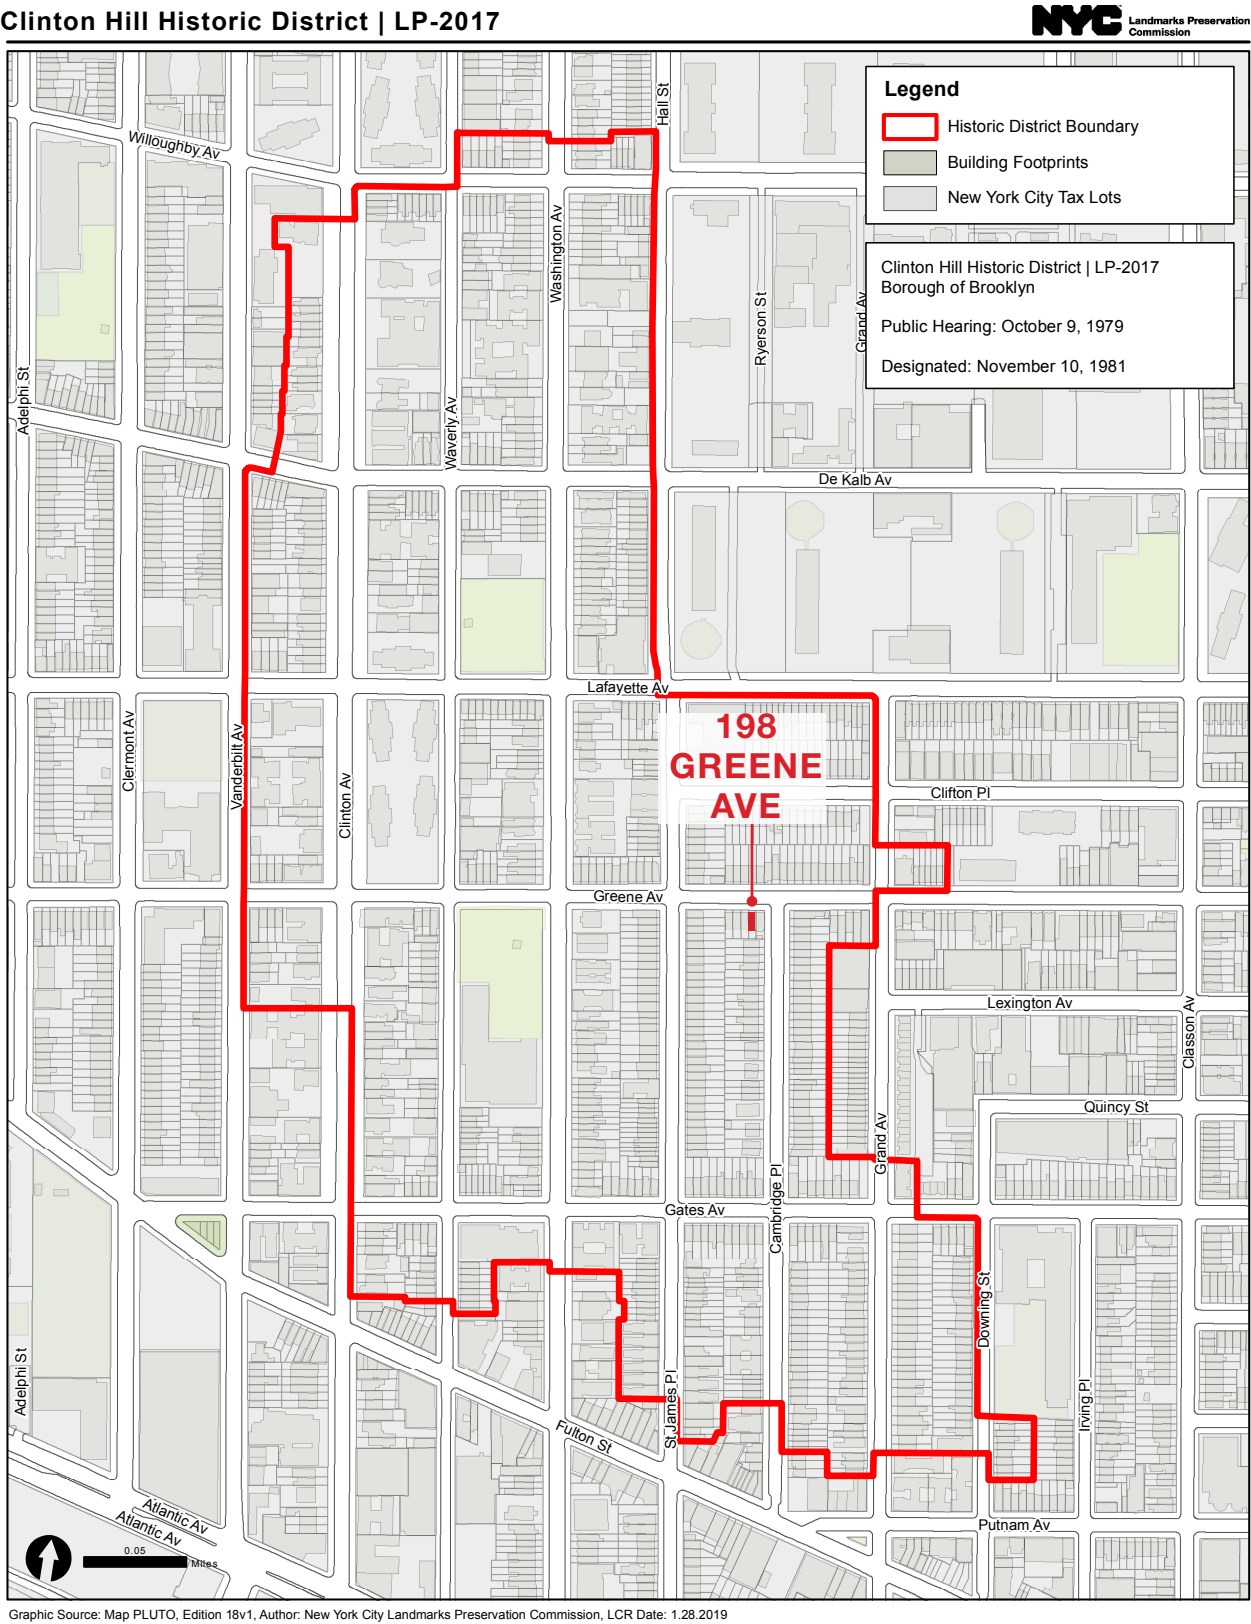 Clinton Hill Historic District | LP-2017
NYC Landmarks Preservation
Commission
Legend
Historic District Boundary
Building Footprints
New York City Tax Lots
Clinton Hill Historic District | LP-2017
Borough of Brooklyn
Public Hearing: October 9, 1979
Designated: November 10, 1981
Hall St
Willoughby Av
Washington Av
Ryerson St
Grand Av
Adelphi St
Waverly Av
De Kalb Av
Lafayette Av
198
GREENE
AVE
Clermont Av
Vanderbilt Av
Clinton Av
Clifton Pl
Greene Av
Lexington Av
Classon Av
Quincy St
Grand Av
Cambridge Pl
Gates Av
Downing St
Adelphi St
St James Pl
Irving Pl
Fulton St
Atlantic Av
Atlantic Av
Putnam Av
0.05
Miles
Graphic Source: Map PLUTO, Edition 18v1, Author: New York City Landmarks Preservation Commission, LCR Date: 1.28.2019